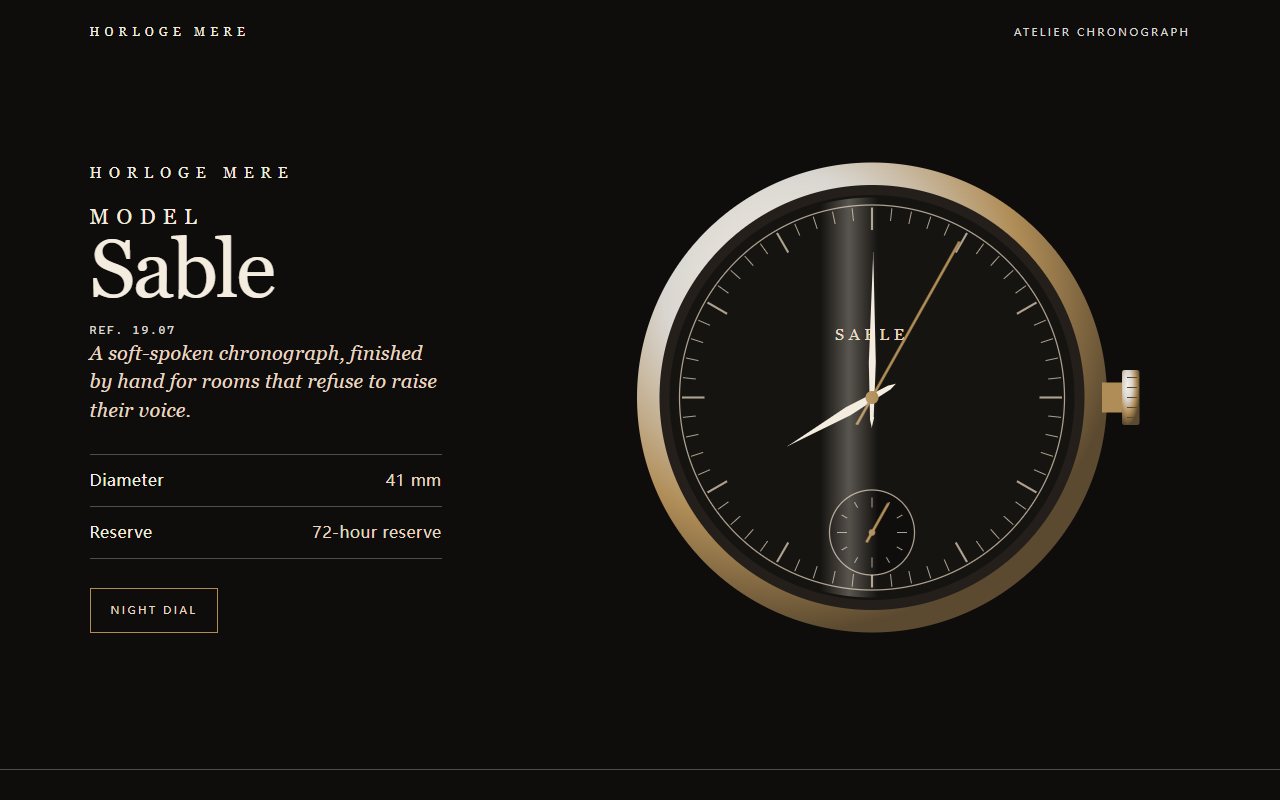 HORLOGE MERE
ATELIER CHRONOGRAPH
HORLOGE MERE
MODEL
Sable
REF. 19.07
A soft-spoken chronograph, finished
by hand for rooms that refuse to raise
their voice.
Diameter 41 mm
Reserve 72-hour reserve
NIGHT DIAL
SABLE